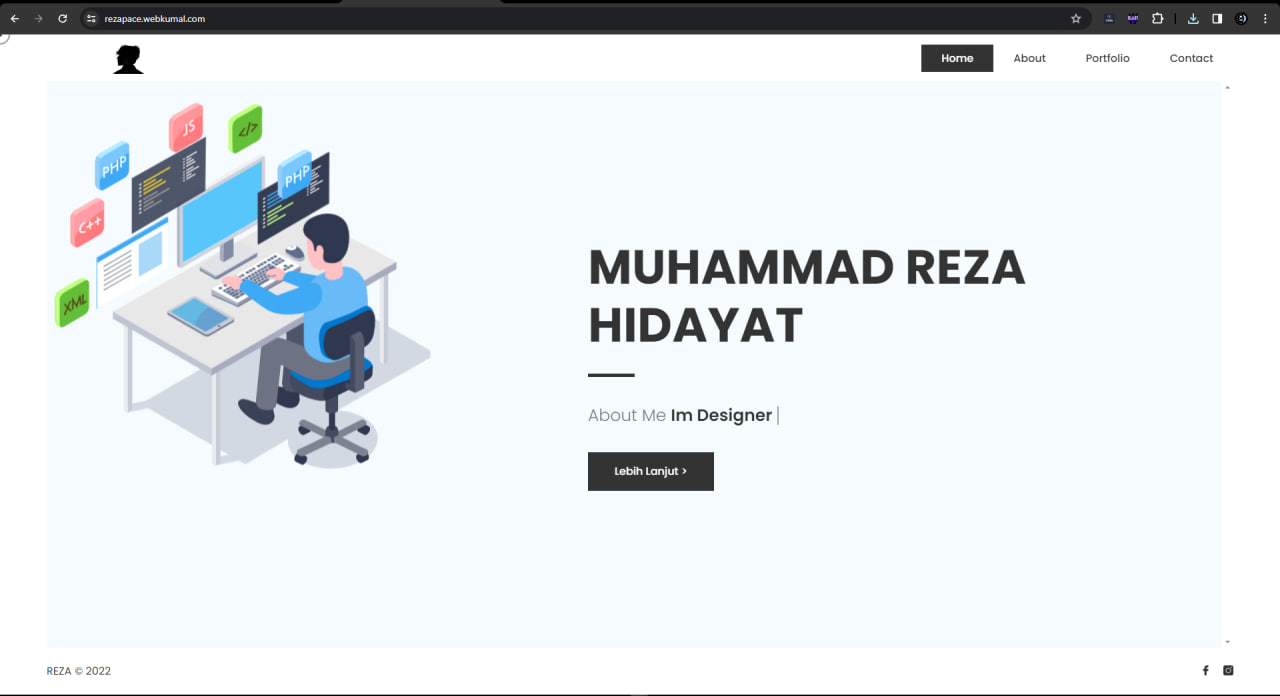 rezapace.webkumal.com
Home
About
Portfolio
Contact
JS
</>
PHP
PHP
C++
XML
MUHAMMAD REZA
HIDAYAT
About Me Im Designer |
Lebih Lanjut >
REZA © 2022